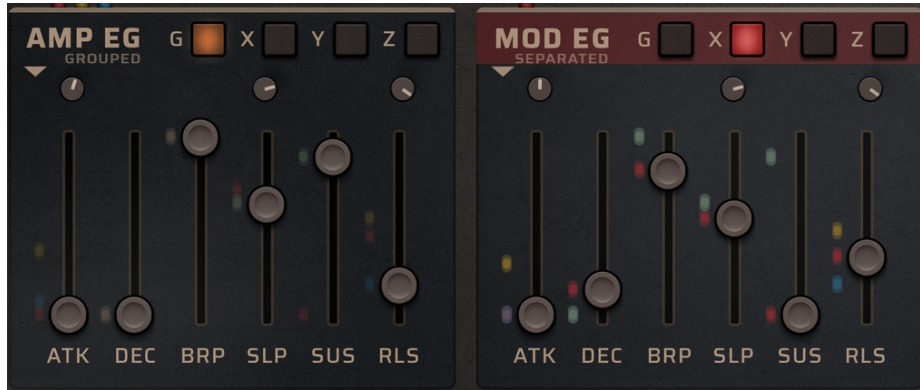 AMP EG G X Y Z
GROUPED
ATK DEC BRP SLP SUS RLS
MOD EG G X Y Z
SEPARATED
ATK DEC BRP SLP SUS RLS